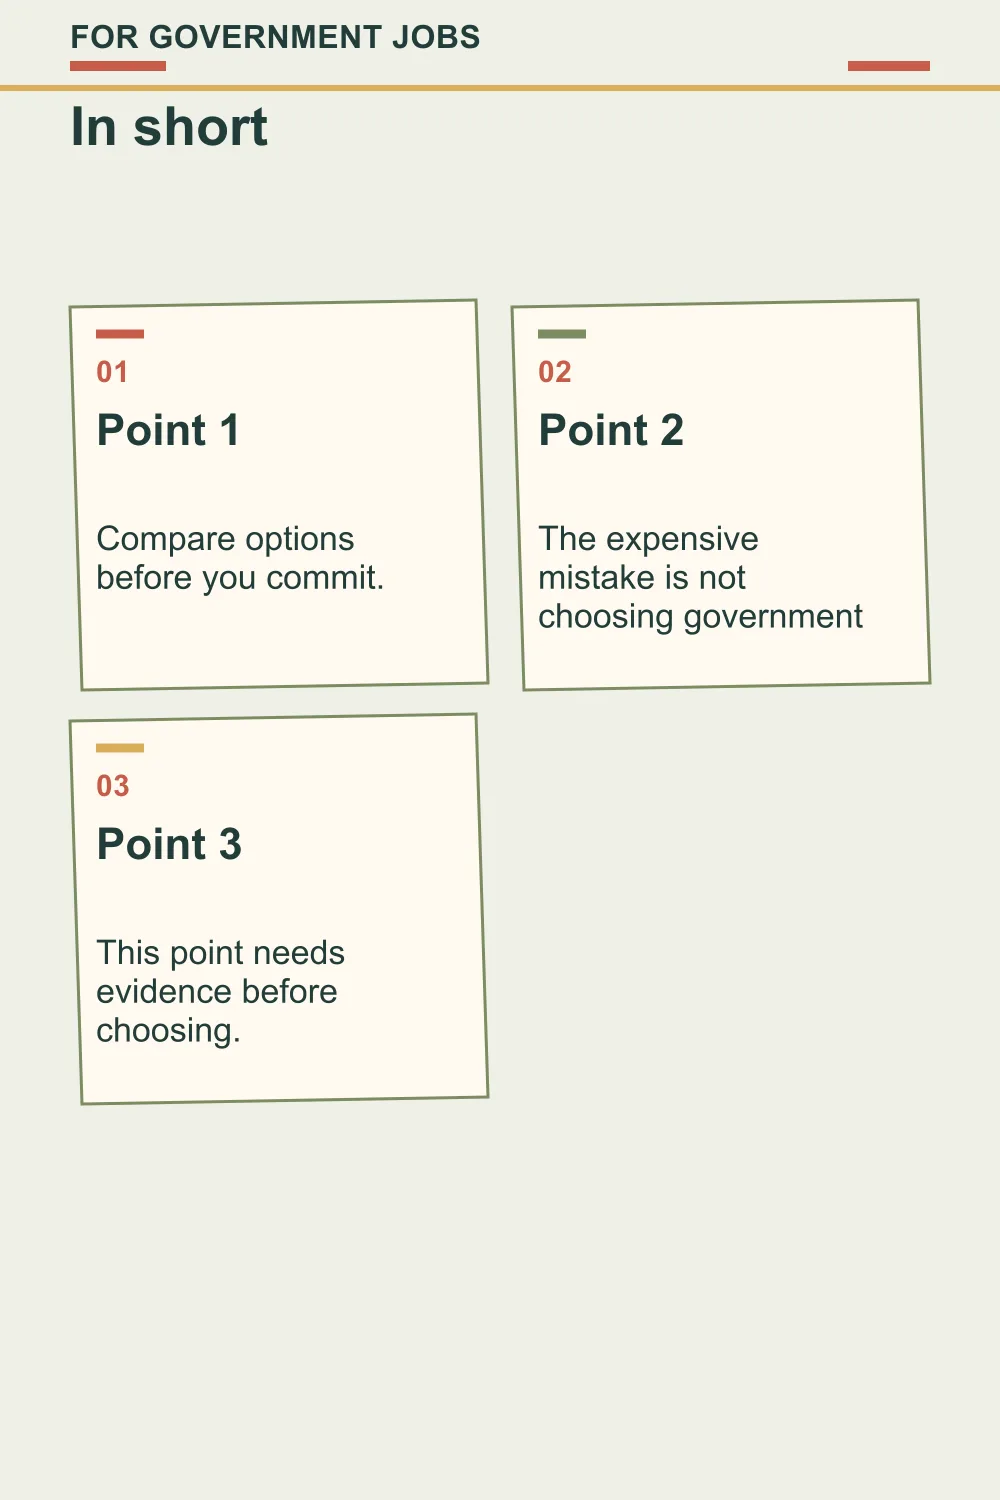 FOR GOVERNMENT JOBS
In short
01
Point 1
Compare options
before you commit.
02
Point 2
The expensive
mistake is not
choosing government
03
Point 3
This point needs
evidence before
choosing.